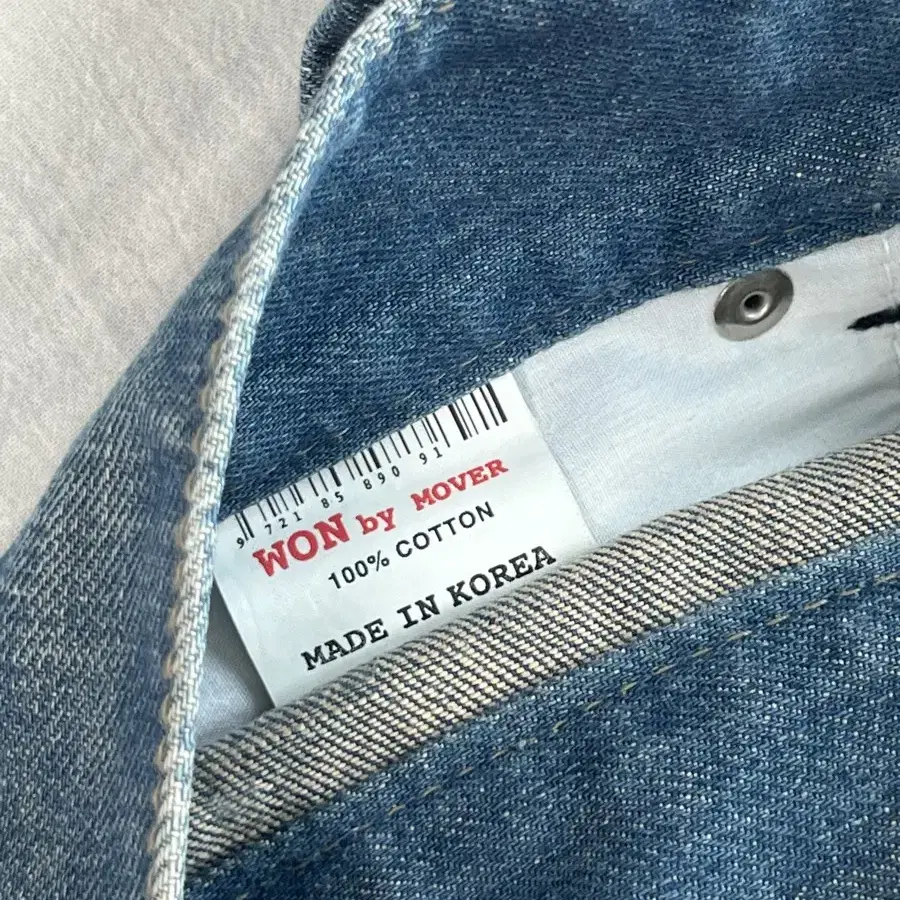 9 721 85 890 91
WON by MOVER
100% COTTON
MADE IN KOREA